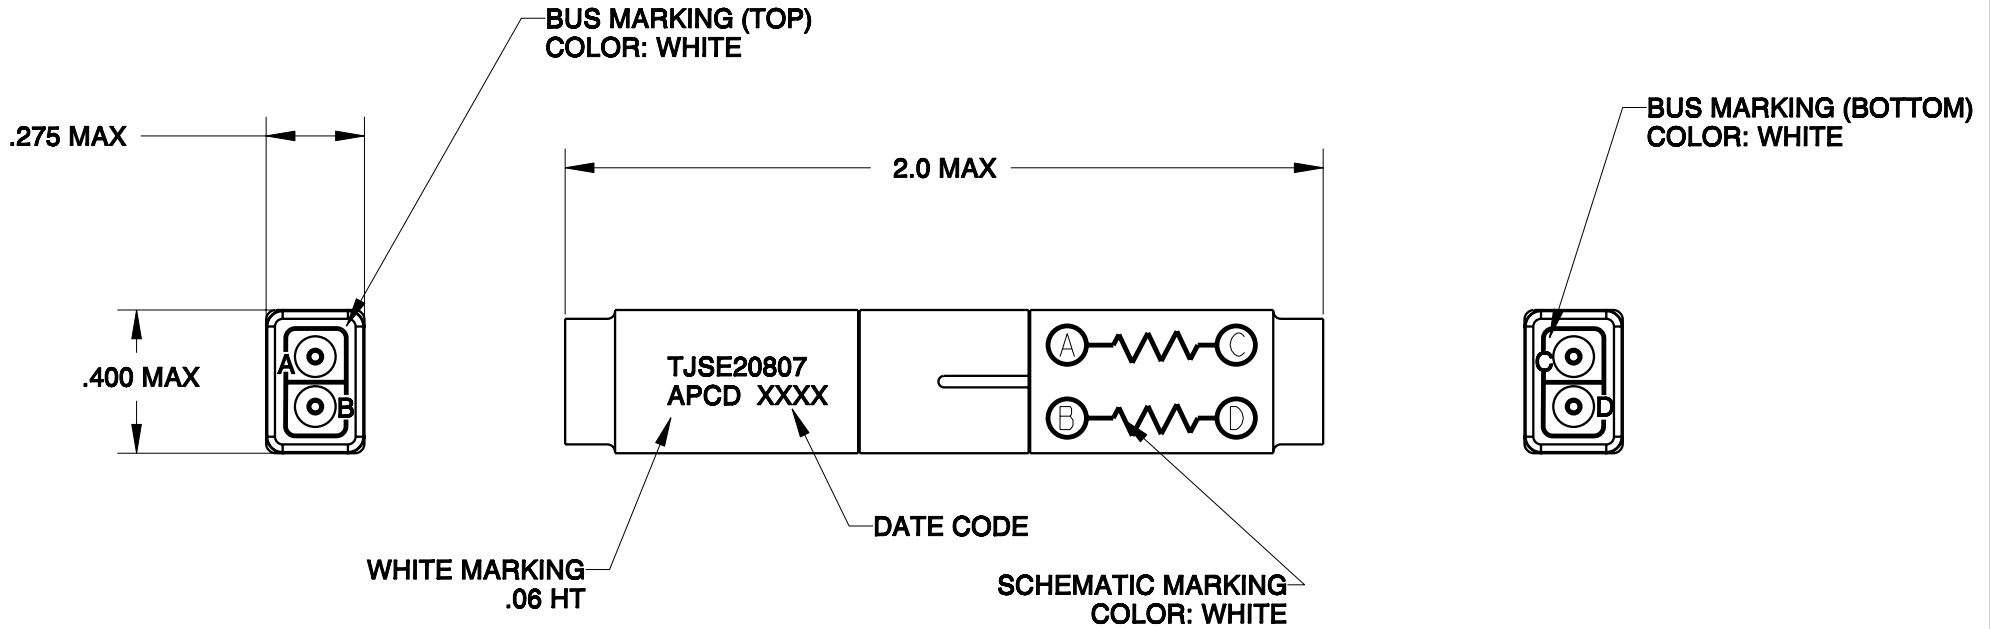 BUS MARKING (TOP)
COLOR: WHITE
BUS MARKING (BOTTOM)
COLOR: WHITE
.275 MAX
2.0 MAX
.400 MAX
A
B
TJSE20807
APCD XXXX
A
C
B
D
C
D
DATE CODE
WHITE MARKING
.06 HT
SCHEMATIC MARKING
COLOR: WHITE